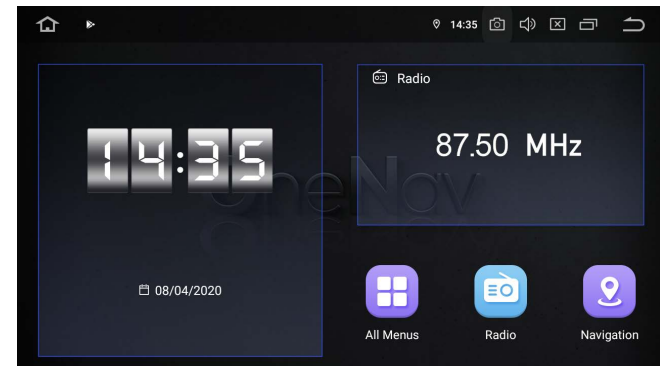 14:35
14:35
08/04/2020
Radio
87.50 MHz
OneNav
All Menus
Radio
Navigation